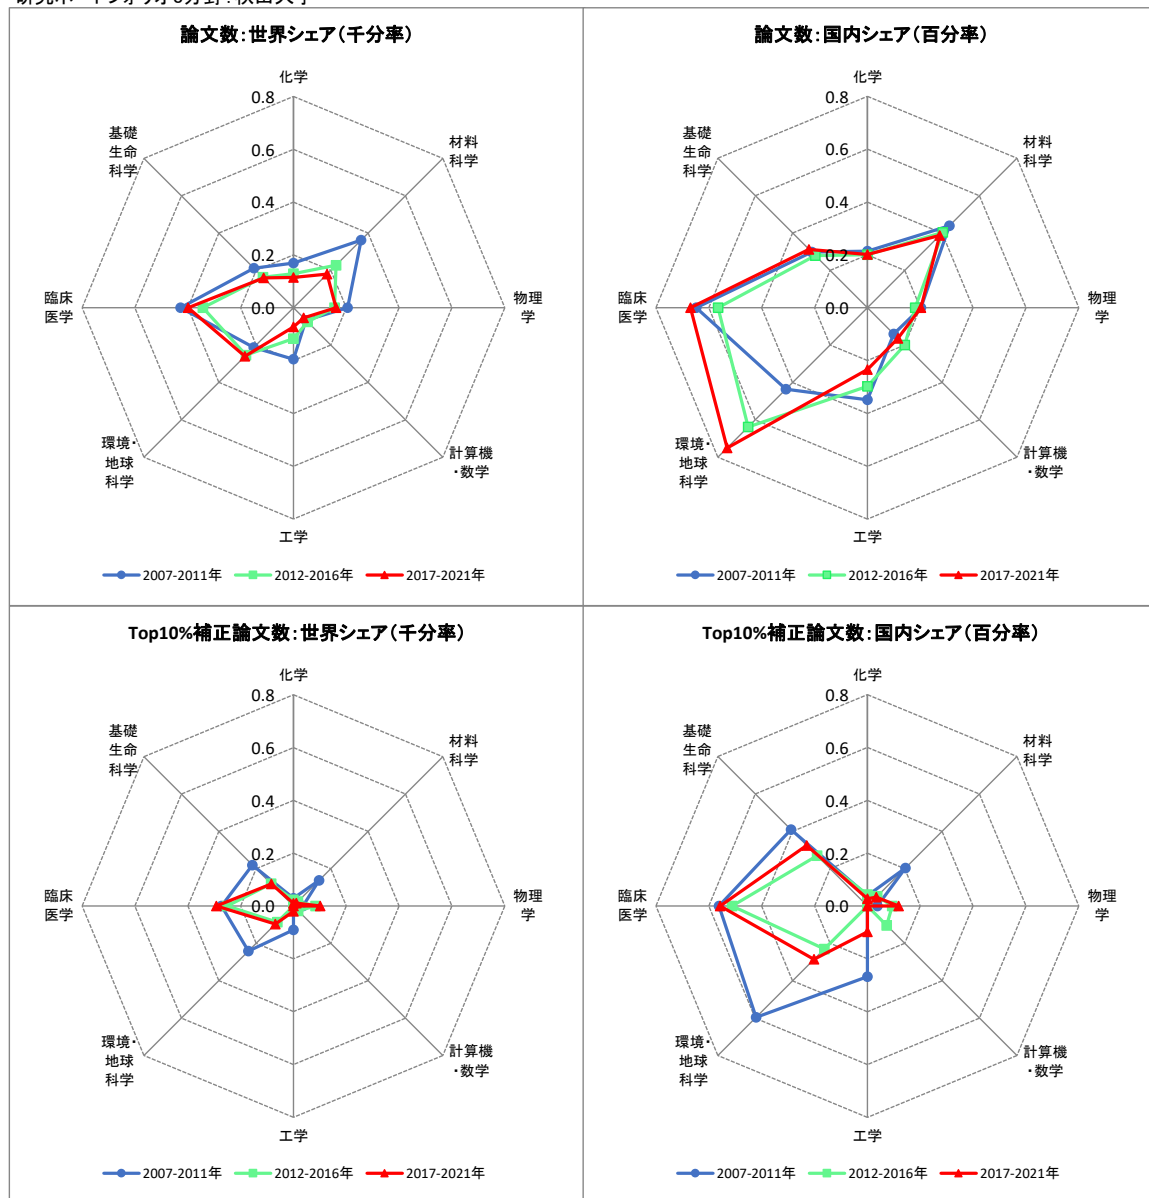 論文数：世界シェア（千分率）
化学
0.8
0.6
0.4
0.2
0.0
材料
科学
物理
学
計算機
・数学
工学
環境・
地球
科学
臨床
医学
基礎
生命
科学
2007-2011年 2012-2016年 2017-2021年
論文数：国内シェア（百分率）
化学
0.8
0.6
0.4
0.2
0.0
材料
科学
物理
学
計算機
・数学
工学
環境・
地球
科学
臨床
医学
基礎
生命
科学
2007-2011年 2012-2016年 2017-2021年
Top10%補正論文数：世界シェア（千分率）
化学
0.8
0.6
0.4
0.2
0.0
材料
科学
物理
学
計算機
・数学
工学
環境・
地球
科学
臨床
医学
基礎
生命
科学
2007-2011年 2012-2016年 2017-2021年
Top10%補正論文数：国内シェア（百分率）
化学
0.8
0.6
0.4
0.2
0.0
材料
科学
物理
学
計算機
・数学
工学
環境・
地球
科学
臨床
医学
基礎
生命
科学
2007-2011年 2012-2016年 2017-2021年